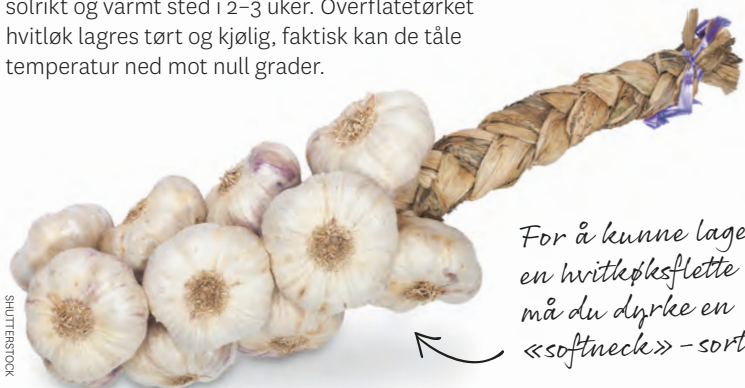 solrikt og varmt sted i 2–3 uker. Overflatetørket
hvitløk lagres tørt og kjølig, faktisk kan de tåle
temperatur ned mot null grader.
For å kunne lage
en hvitkøksflette
må du dyrke en
«softneck» – sort
SHUTTERSTOCK